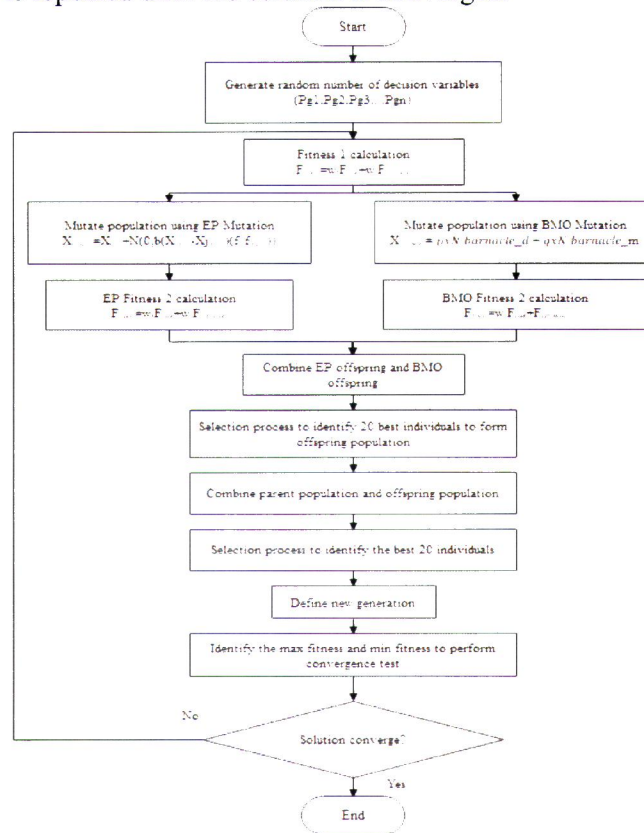 Start
Generate random number of decision variables
(Pg1,Pg2,Pg3....Pgn)
Fitness 1 calculation
Mutate population using EP Mutation
Mutate population using BMO Mutation
EP Fitness 2 calculation
BMO Fitness 2 calculation
Combine EP offspring and BMO
offspring
Selection process to identify 20 best individuals to form
offspring population
Combine parent population and offspring population
Selection process to identify the best 20 individuals
Define new generation
Identify the max fitness and min fitness to perform
convergence test
No
Solution converge?
Yes
End